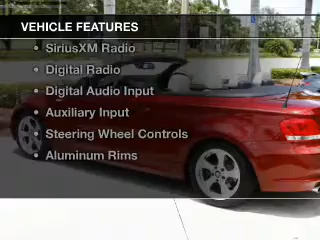 VEHICLE FEATURES
• SiriusXM Radio
• Digital Radio
• Digital Audio Input
• Auxiliary Input
• Steering Wheel Controls
• Aluminum Rims